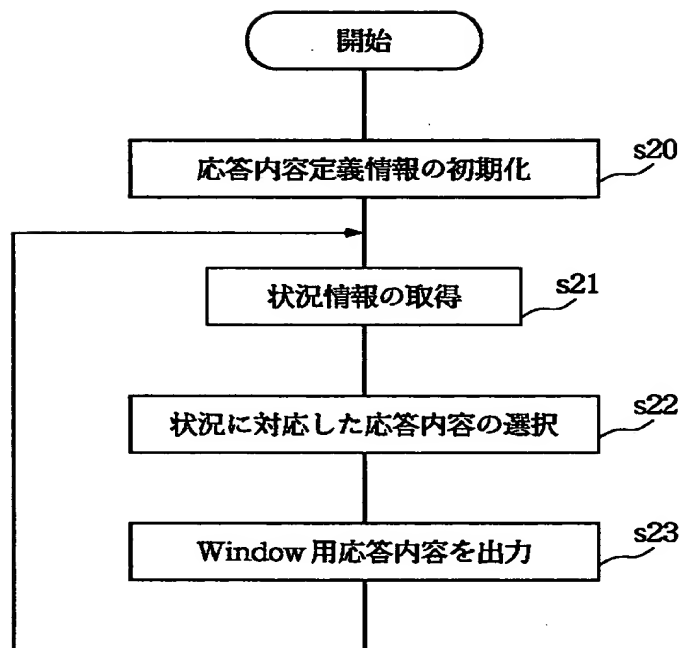 開始
応答内容定義情報の初期化
s20
状況情報の取得
s21
状況に対応した応答内容の選択
s22
Window用応答内容を出力
s23